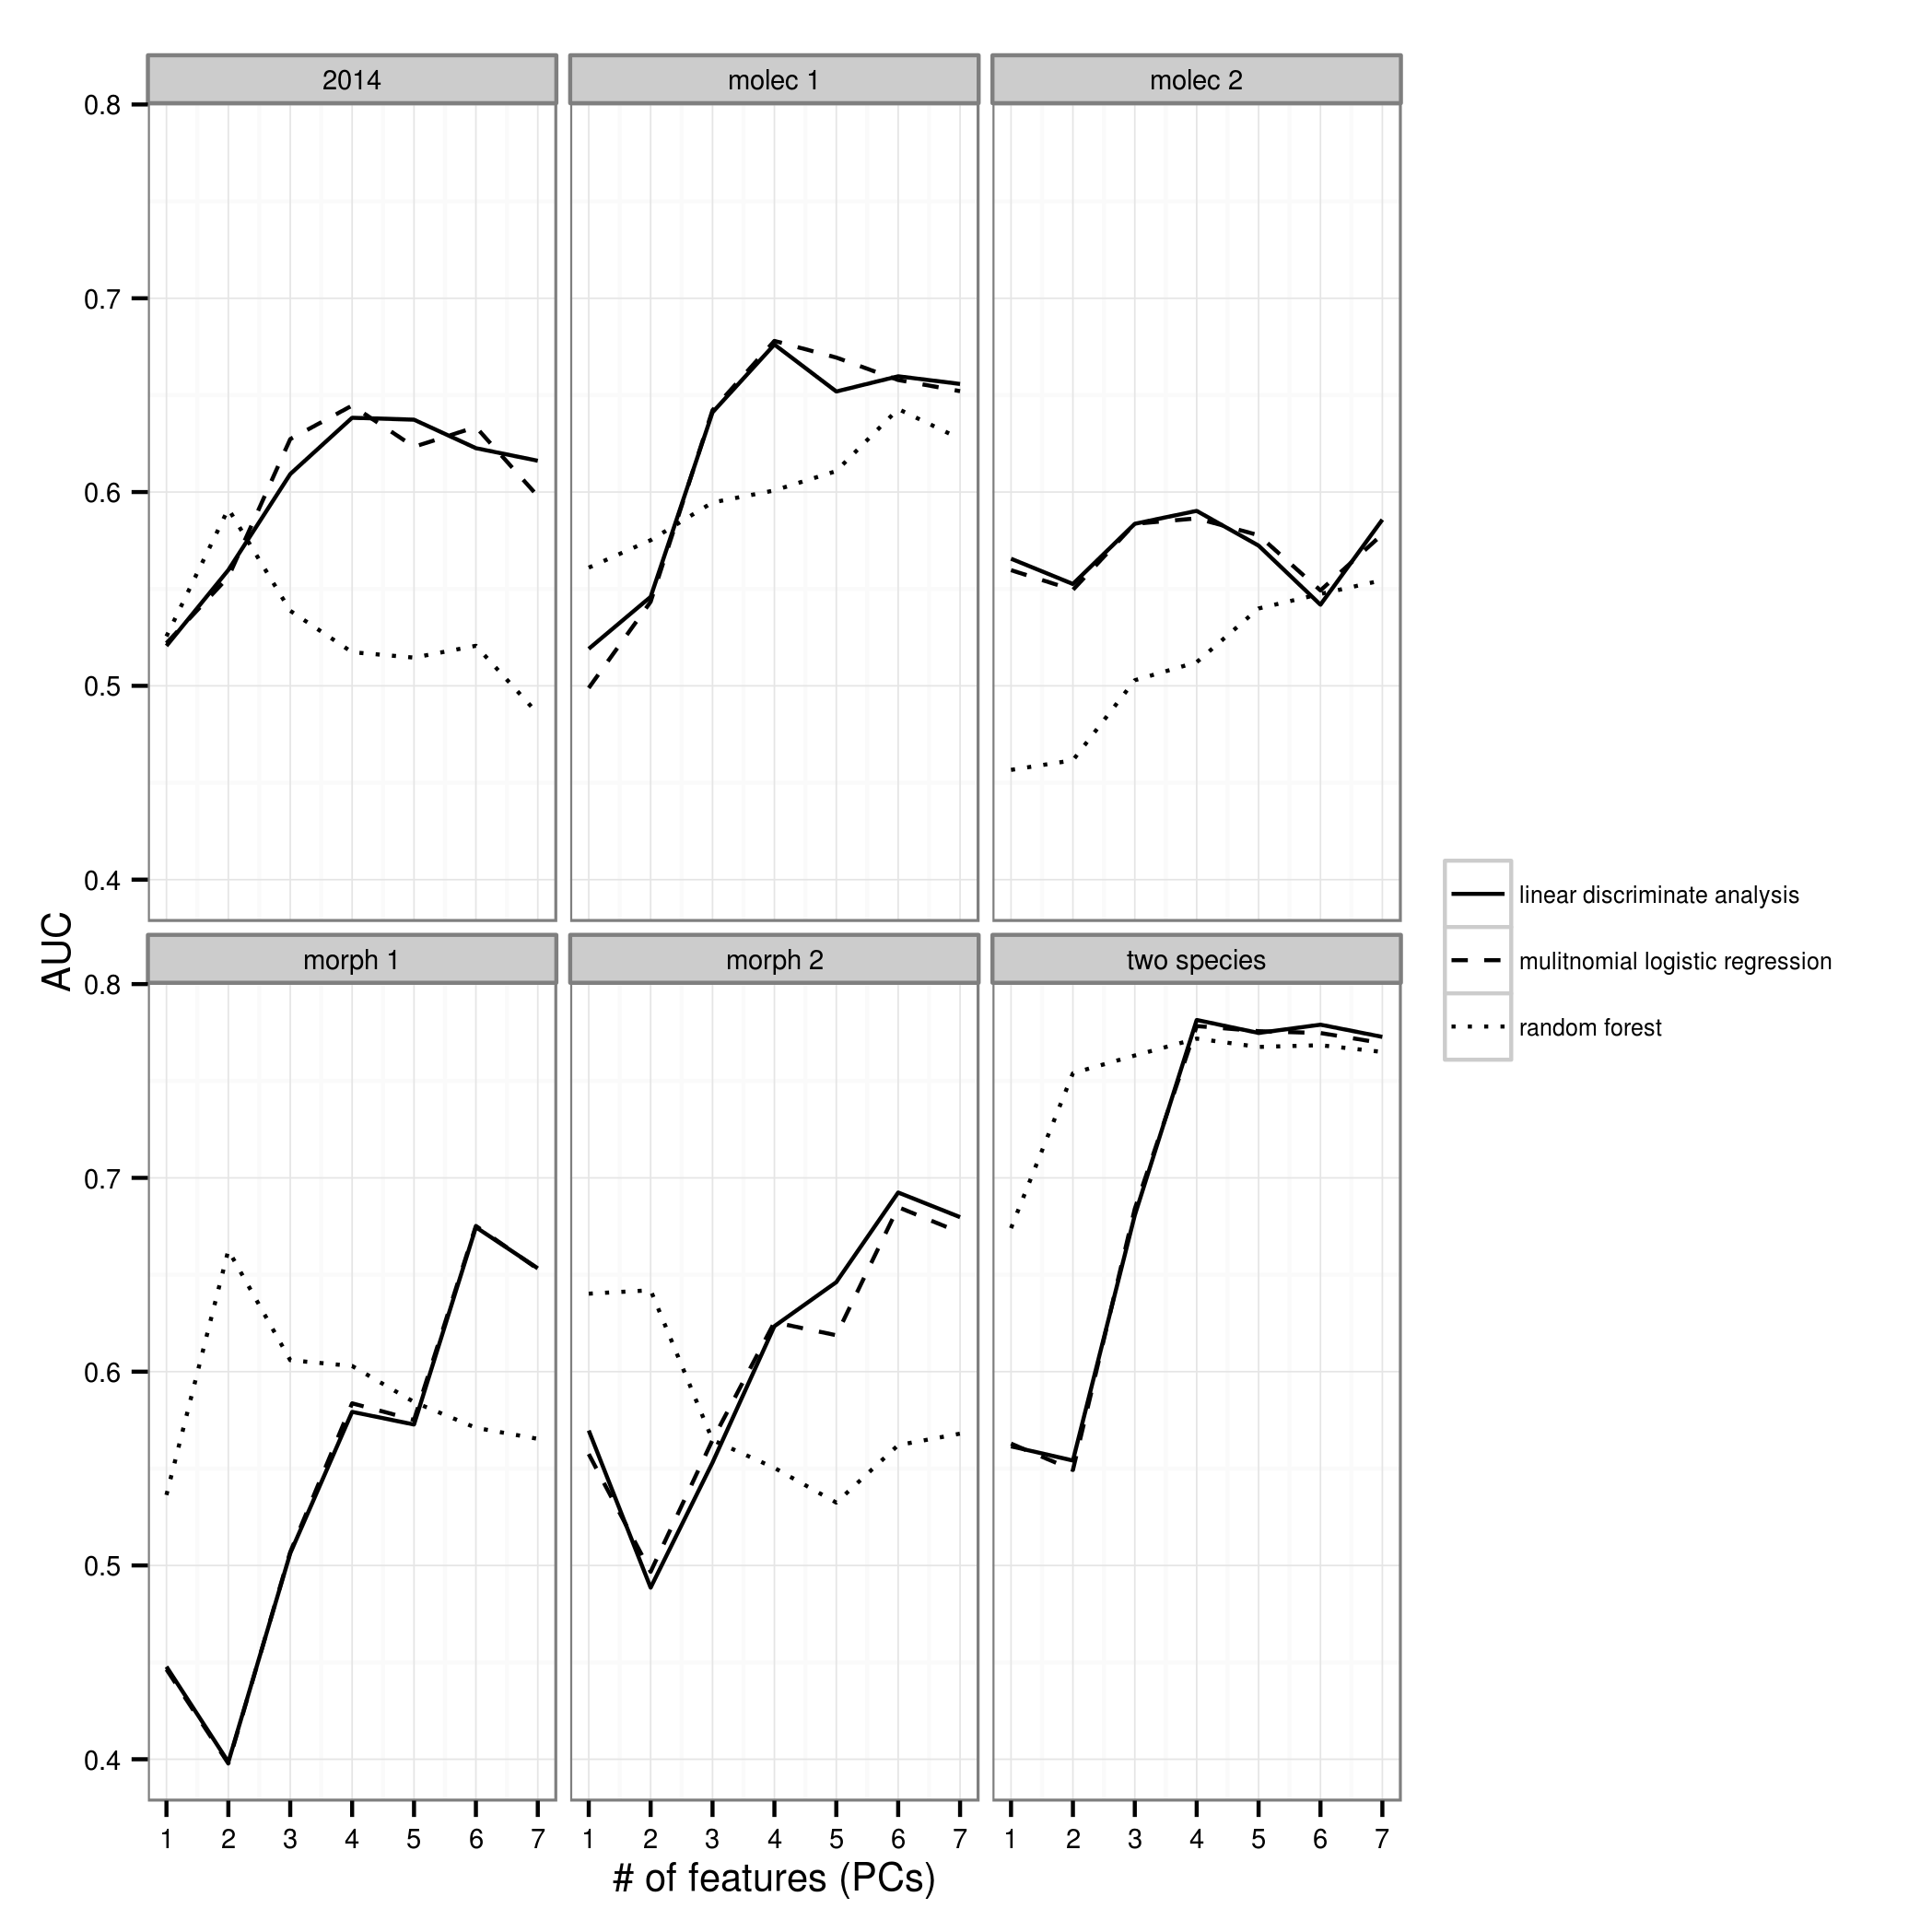 2014
molec 1
molec 2
0.8
0.7
0.6
0.5
0.4
AUC
morph 1
morph 2
two species
0.8
0.7
0.6
0.5
0.4
1 2 3 4 5 6 7
1 2 3 4 5 6 7
1 2 3 4 5 6 7
# of features (PCs)
linear discriminate analysis
mulitnomial logistic regression
random forest